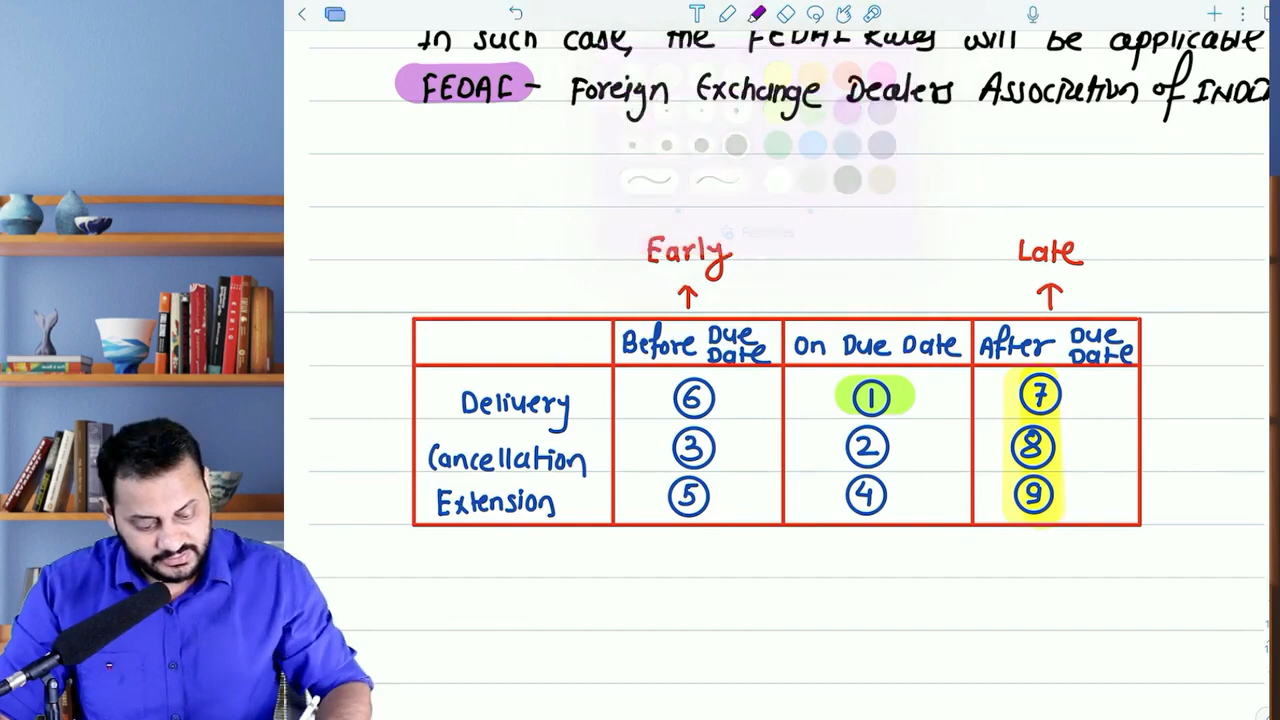 In such case, the FEDAI Rules will be applicable
FEDAI - Foreign Exchange Dealers Association of INDI
Early Late
↑ ↑
Before Due Date On Due Date After Due Date
Delivery 6 1 7
Cancellation 3 2 8
Extension 5 4 9